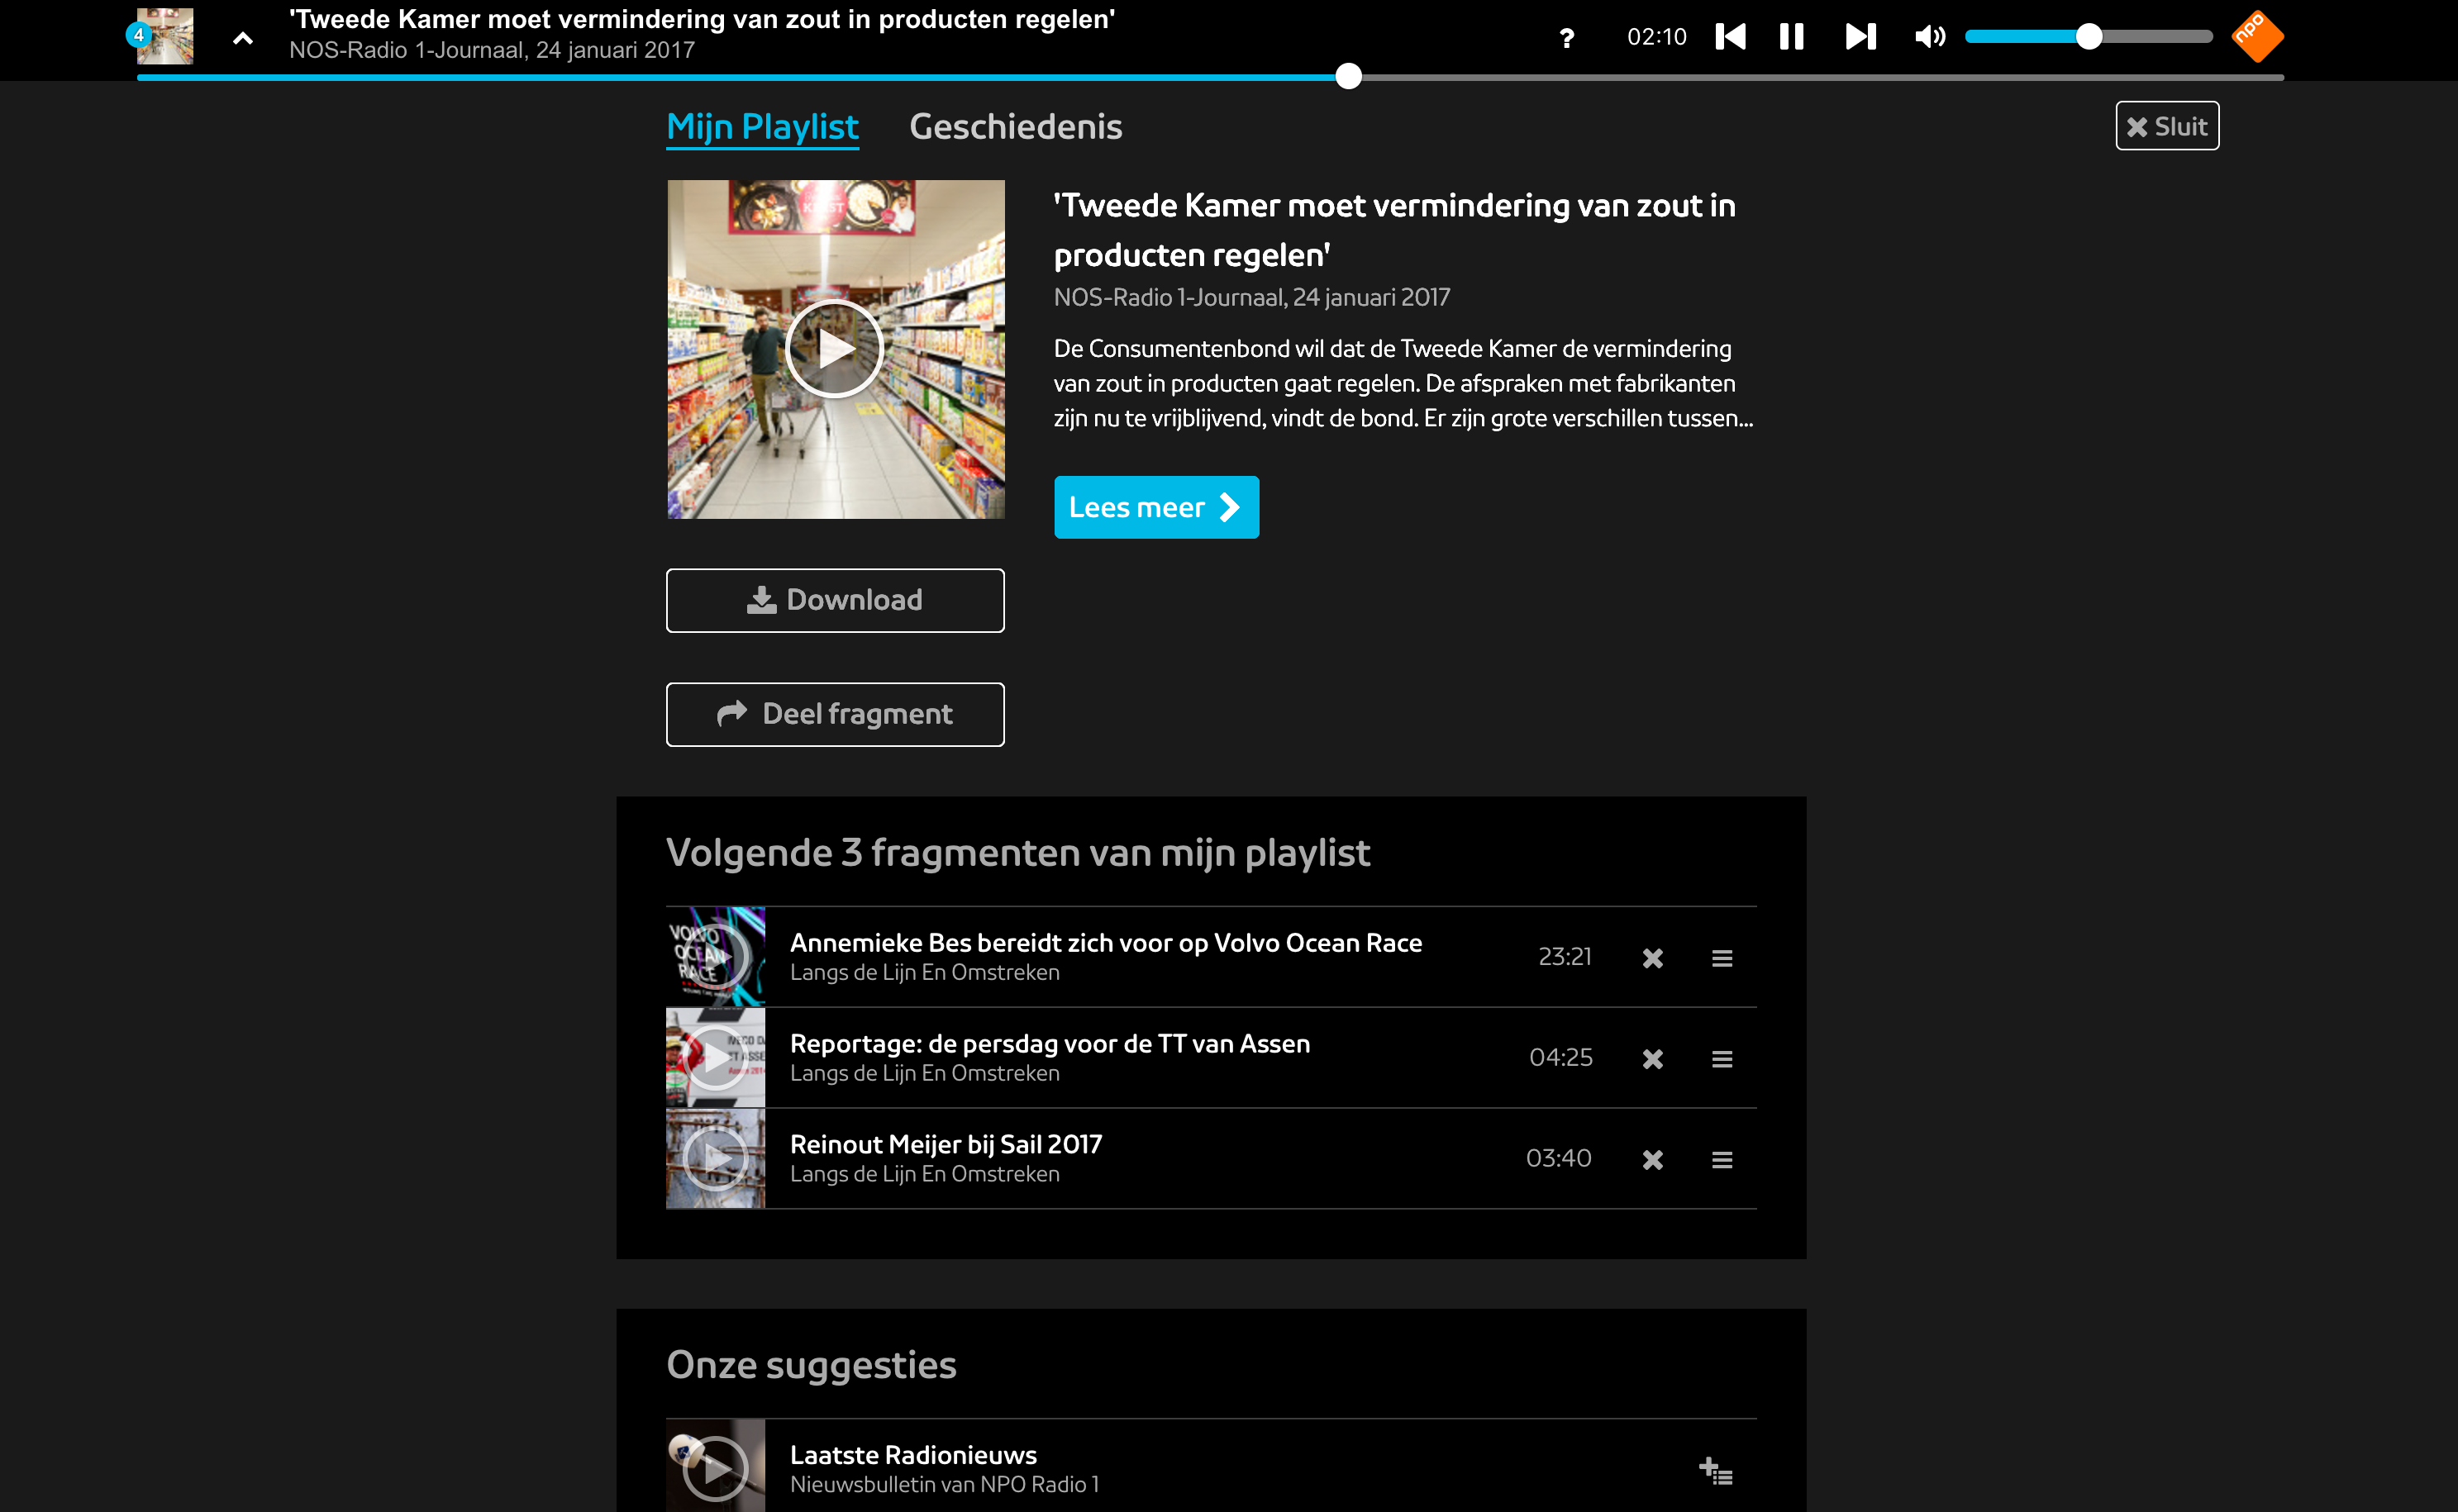 4
'Tweede Kamer moet vermindering van zout in producten regelen'
NOS-Radio 1-Journaal, 24 januari 2017
?
02:10
npo
Mijn Playlist
Geschiedenis
Sluit
'Tweede Kamer moet vermindering van zout in
producten regelen'
NOS-Radio 1-Journaal, 24 januari 2017
De Consumentenbond wil dat de Tweede Kamer de vermindering
van zout in producten gaat regelen. De afspraken met fabrikanten
zijn nu te vrijblijvend, vindt de bond. Er zijn grote verschillen tussen...
Lees meer
Download
Deel fragment
Volgende 3 fragmenten van mijn playlist
VOLVO
OCEAN
RACE
Annemieke Bes bereidt zich voor op Volvo Ocean Race
Langs de Lijn En Omstreken
23:21
Reportage: de persdag voor de TT van Assen
Langs de Lijn En Omstreken
04:25
Reinout Meijer bij Sail 2017
Langs de Lijn En Omstreken
03:40
Onze suggesties
Laatste Radionieuws
Nieuwsbulletin van NPO Radio 1